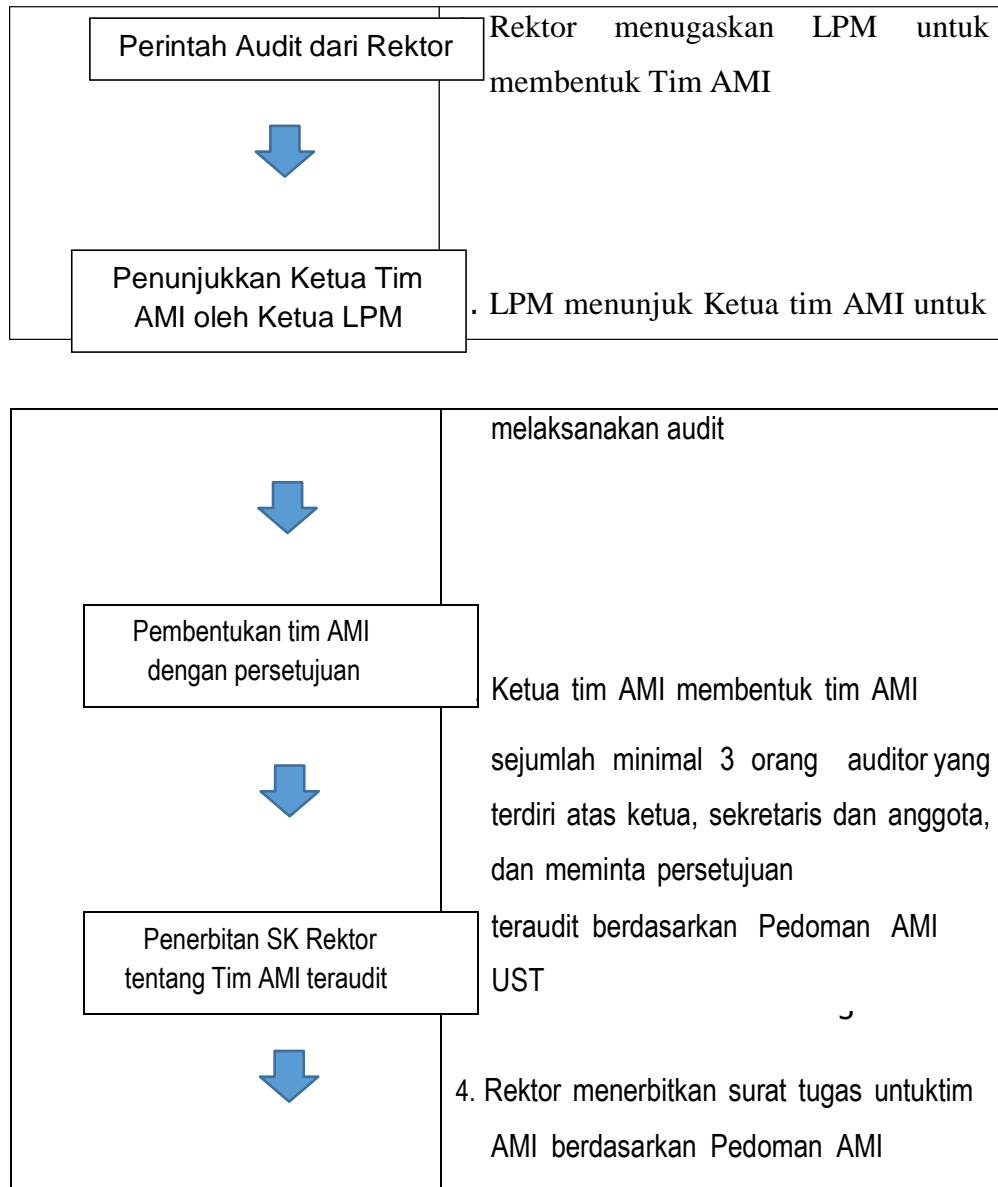 Perintah Audit dari Rektor
Rektor menugaskan LPM untuk
membentuk Tim AMI
Penunjukkan Ketua Tim
AMI oleh Ketua LPM
. LPM menunjuk Ketua tim AMI untuk
melaksanakan audit
Pembentukan tim AMI
dengan persetujuan
. Ketua tim AMI membentuk tim AMI
sejumlah minimal 3 orang auditor yang
terdiri atas ketua, sekretaris dan anggota,
dan meminta persetujuan
teraudit berdasarkan Pedoman AMI
UST
Penerbitan SK Rektor
tentang Tim AMI teraudit
4. Rektor menerbitkan surat tugas untuktim
AMI berdasarkan Pedoman AMI